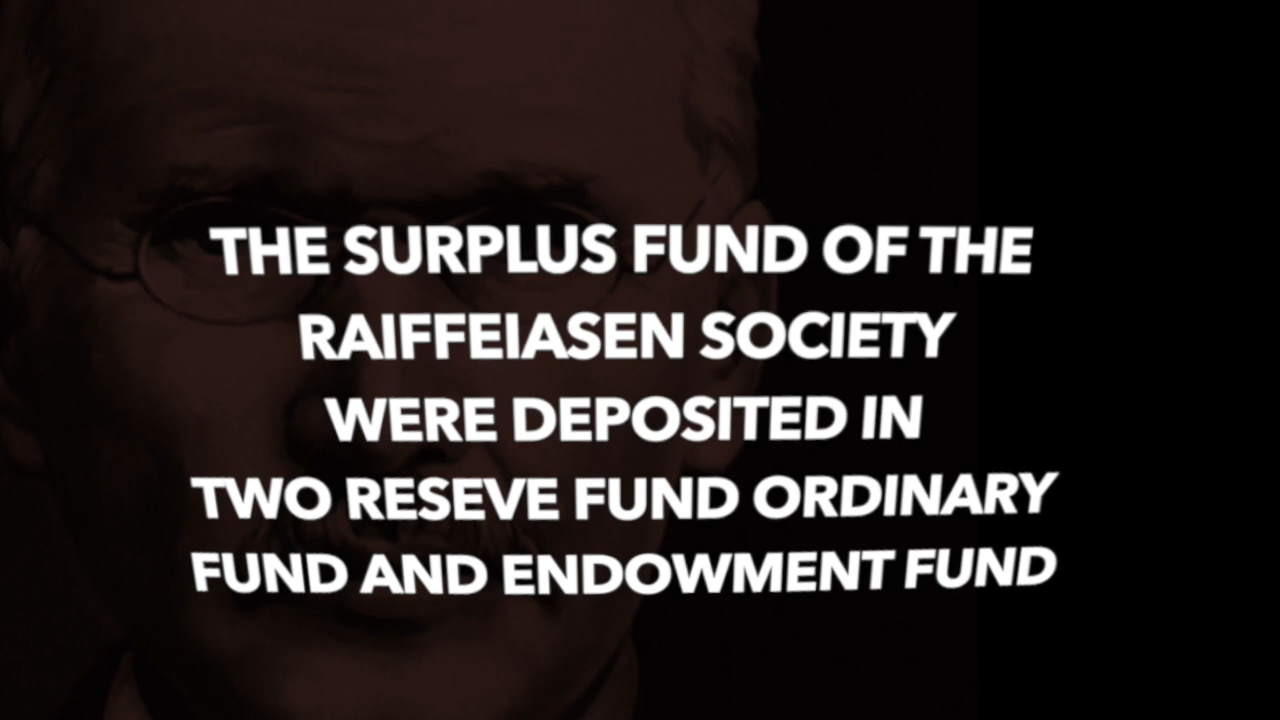 THE SURPLUS FUND OF THE
RAIFFEIASEN SOCIETY
WERE DEPOSITED IN
TWO RESEVE FUND ORDINARY
FUND AND ENDOWMENT FUND